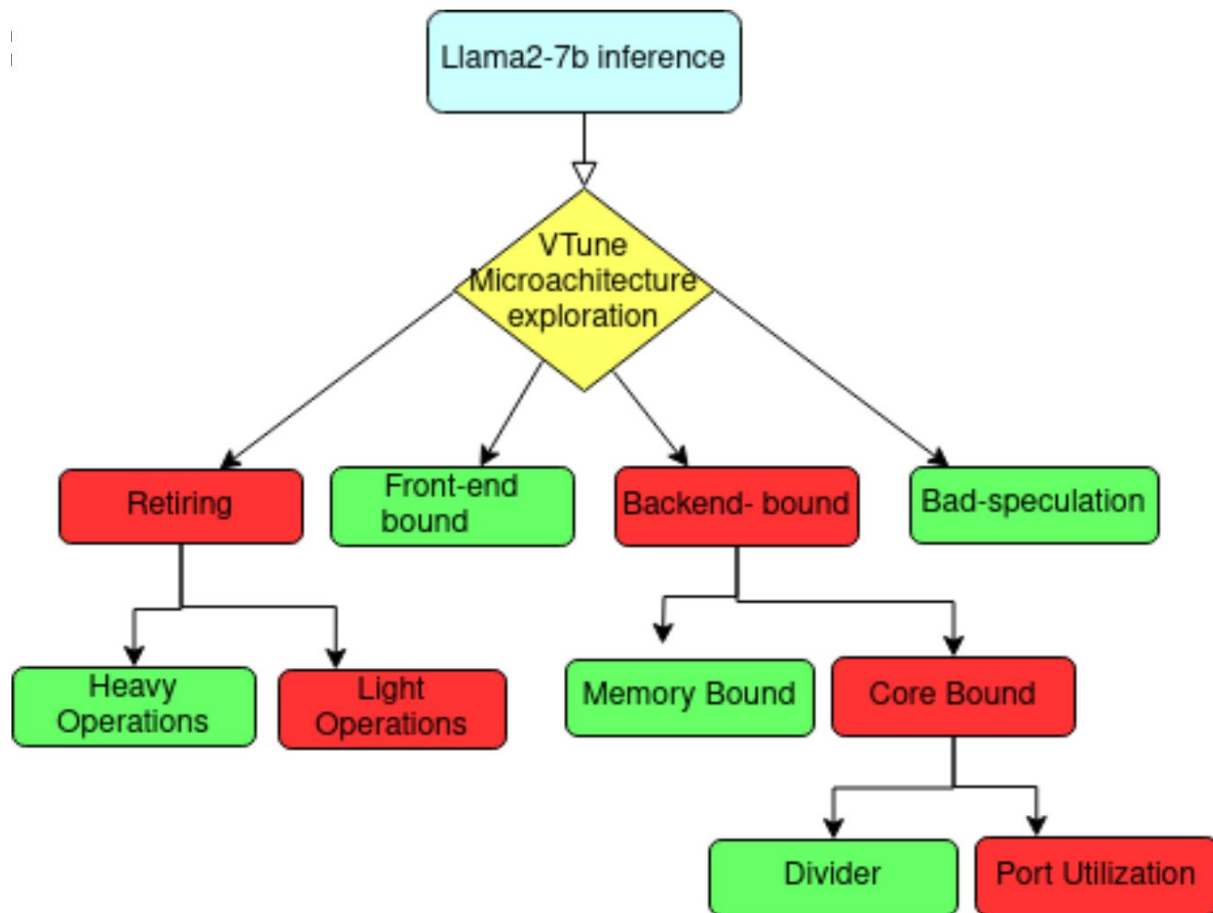 Llama2-7b inference
VTune
Microachitecture
exploration
Retiring
Front-end
bound
Backend- bound
Bad-speculation
Heavy
Operations
Light
Operations
Memory Bound
Core Bound
Divider
Port Utilization